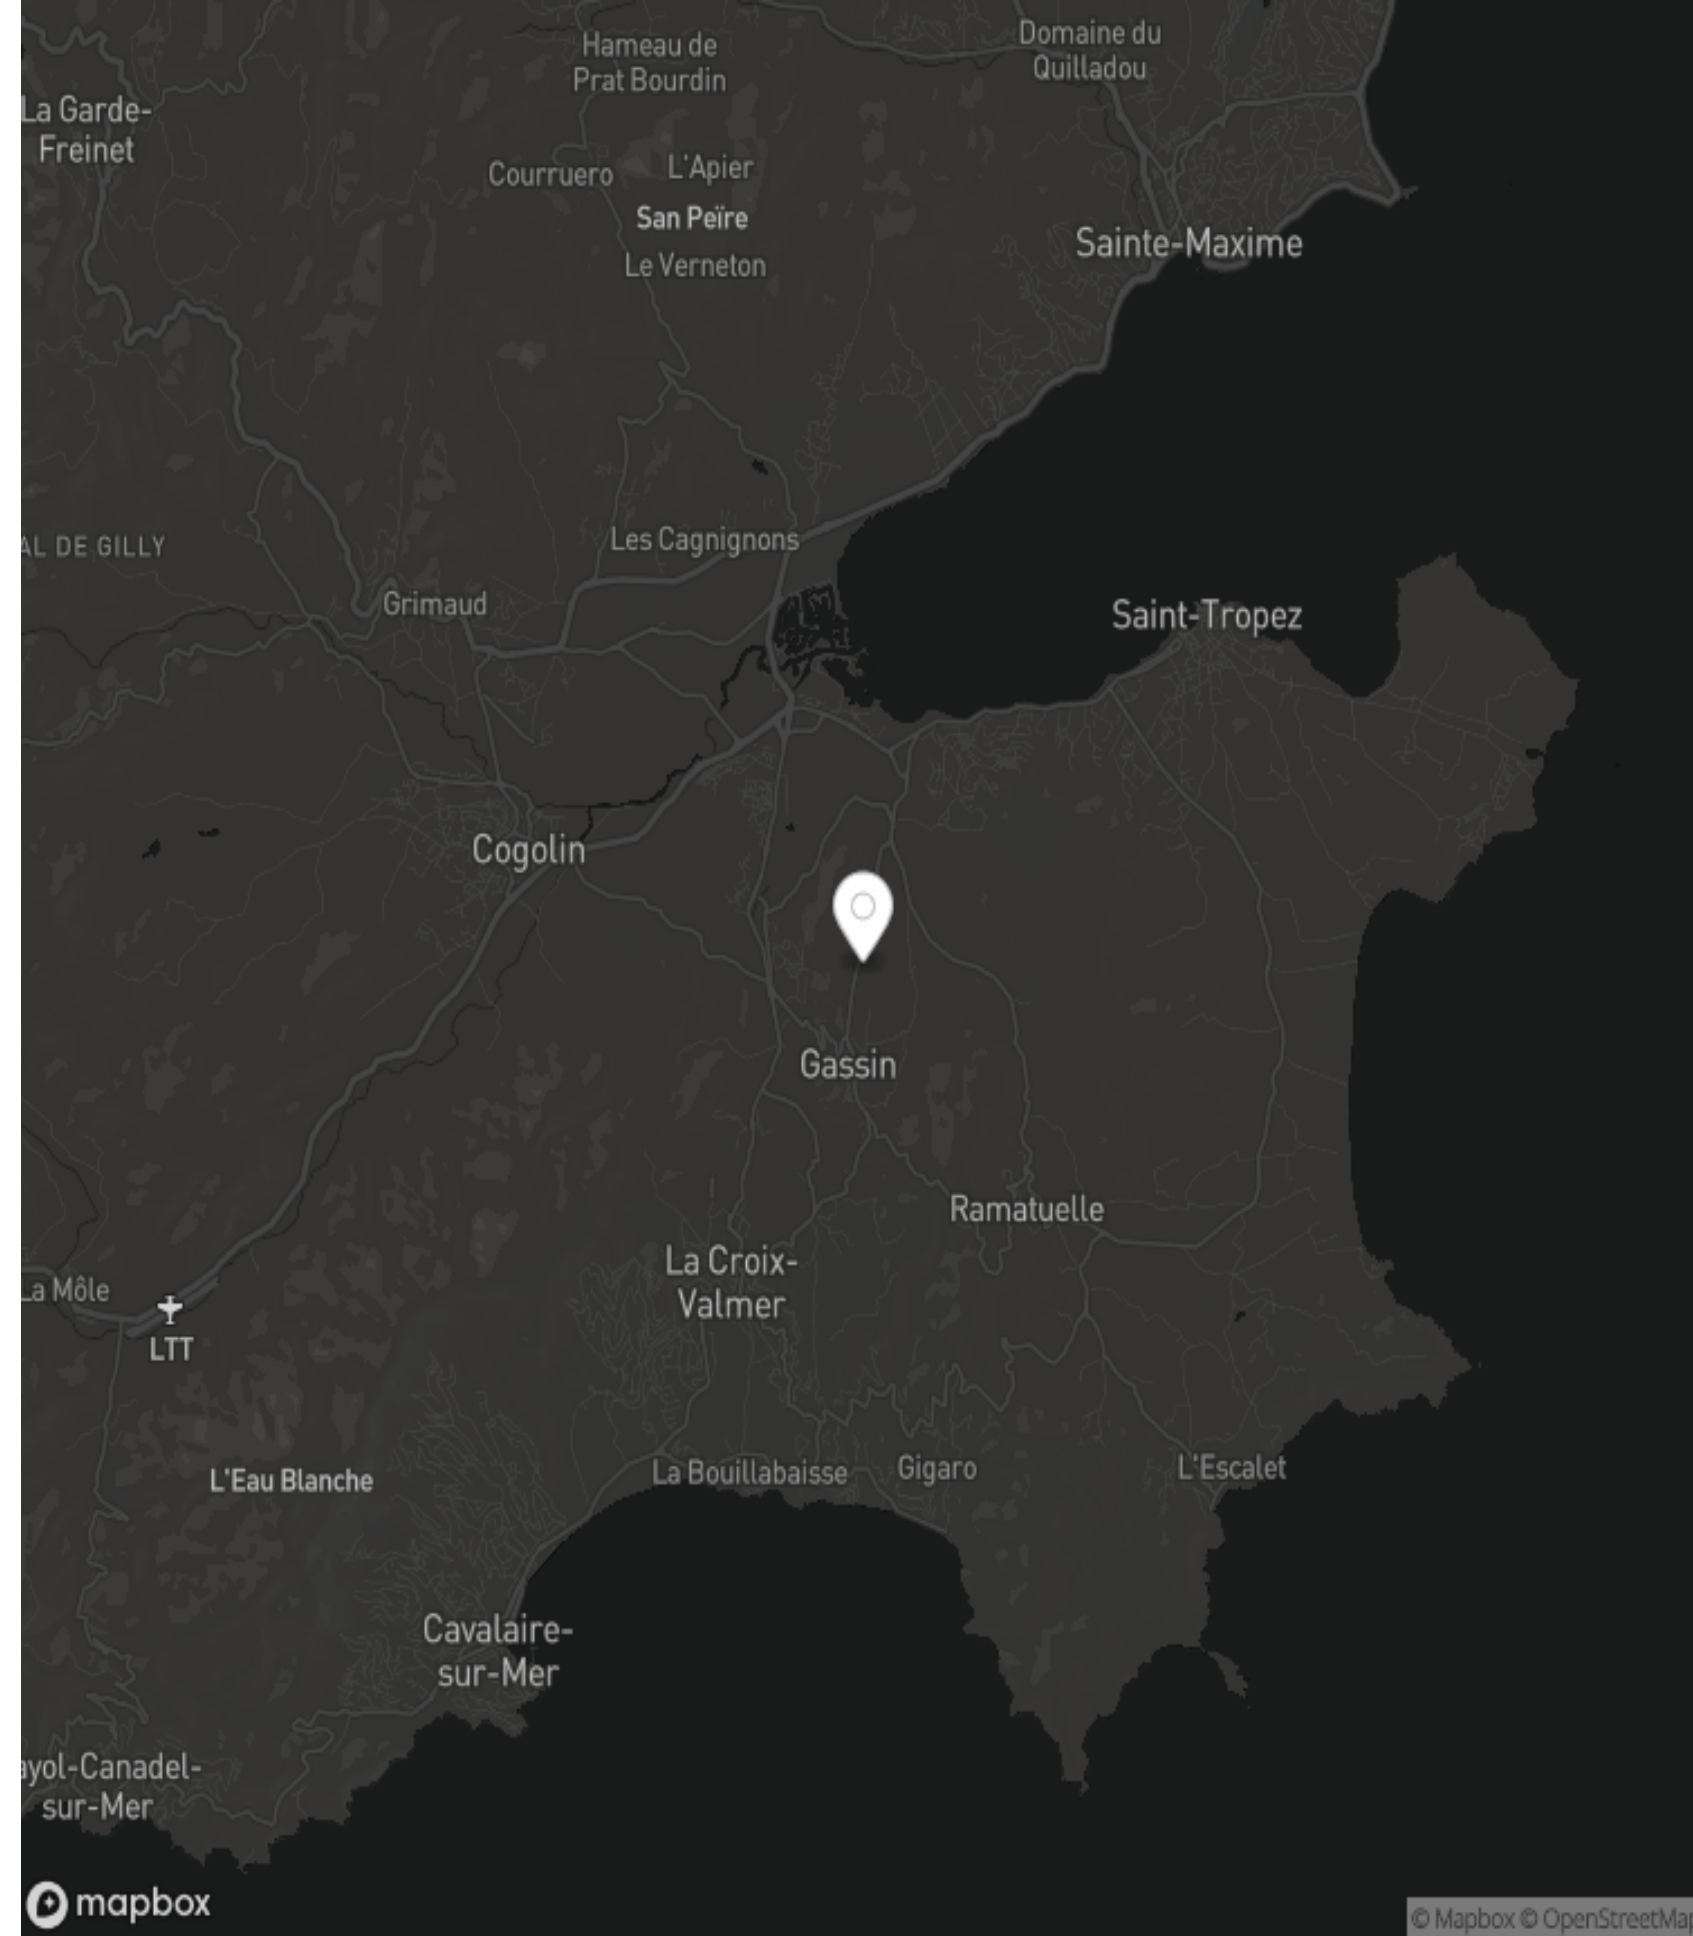 Hameau de
Prat Bourdin
Domaine du
Quilladou
La Garde-
Freinet
Courruero
L'Apier
San Peïre
Le Verneton
Sainte-Maxime
Les Cagnignons
AL DE GILLY
Grimaud
Saint-Tropez
Cogolin
Gassin
Ramatuelle
La Croix-
Valmer
La Môle
LTT
L'Eau Blanche
La Bouillabaisse
Gigaro
L'Escalet
Cavalaire-
sur-Mer
ayol-Canadel-
sur-Mer
mapbox
© Mapbox © OpenStreetMap